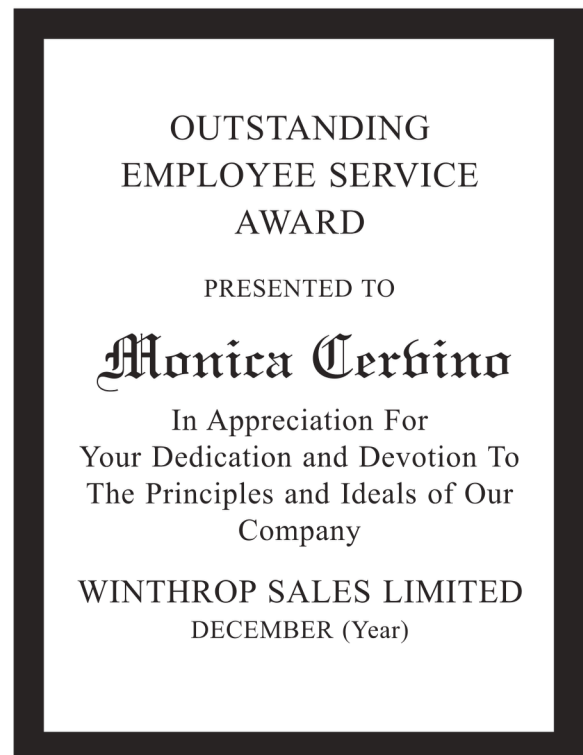 OUTSTANDING
EMPLOYEE SERVICE
AWARD
PRESENTED TO
Monica Cervino
In Appreciation For
Your Dedication and Devotion To
The Principles and Ideals of Our
Company
WINTHROP SALES LIMITED
DECEMBER (Year)